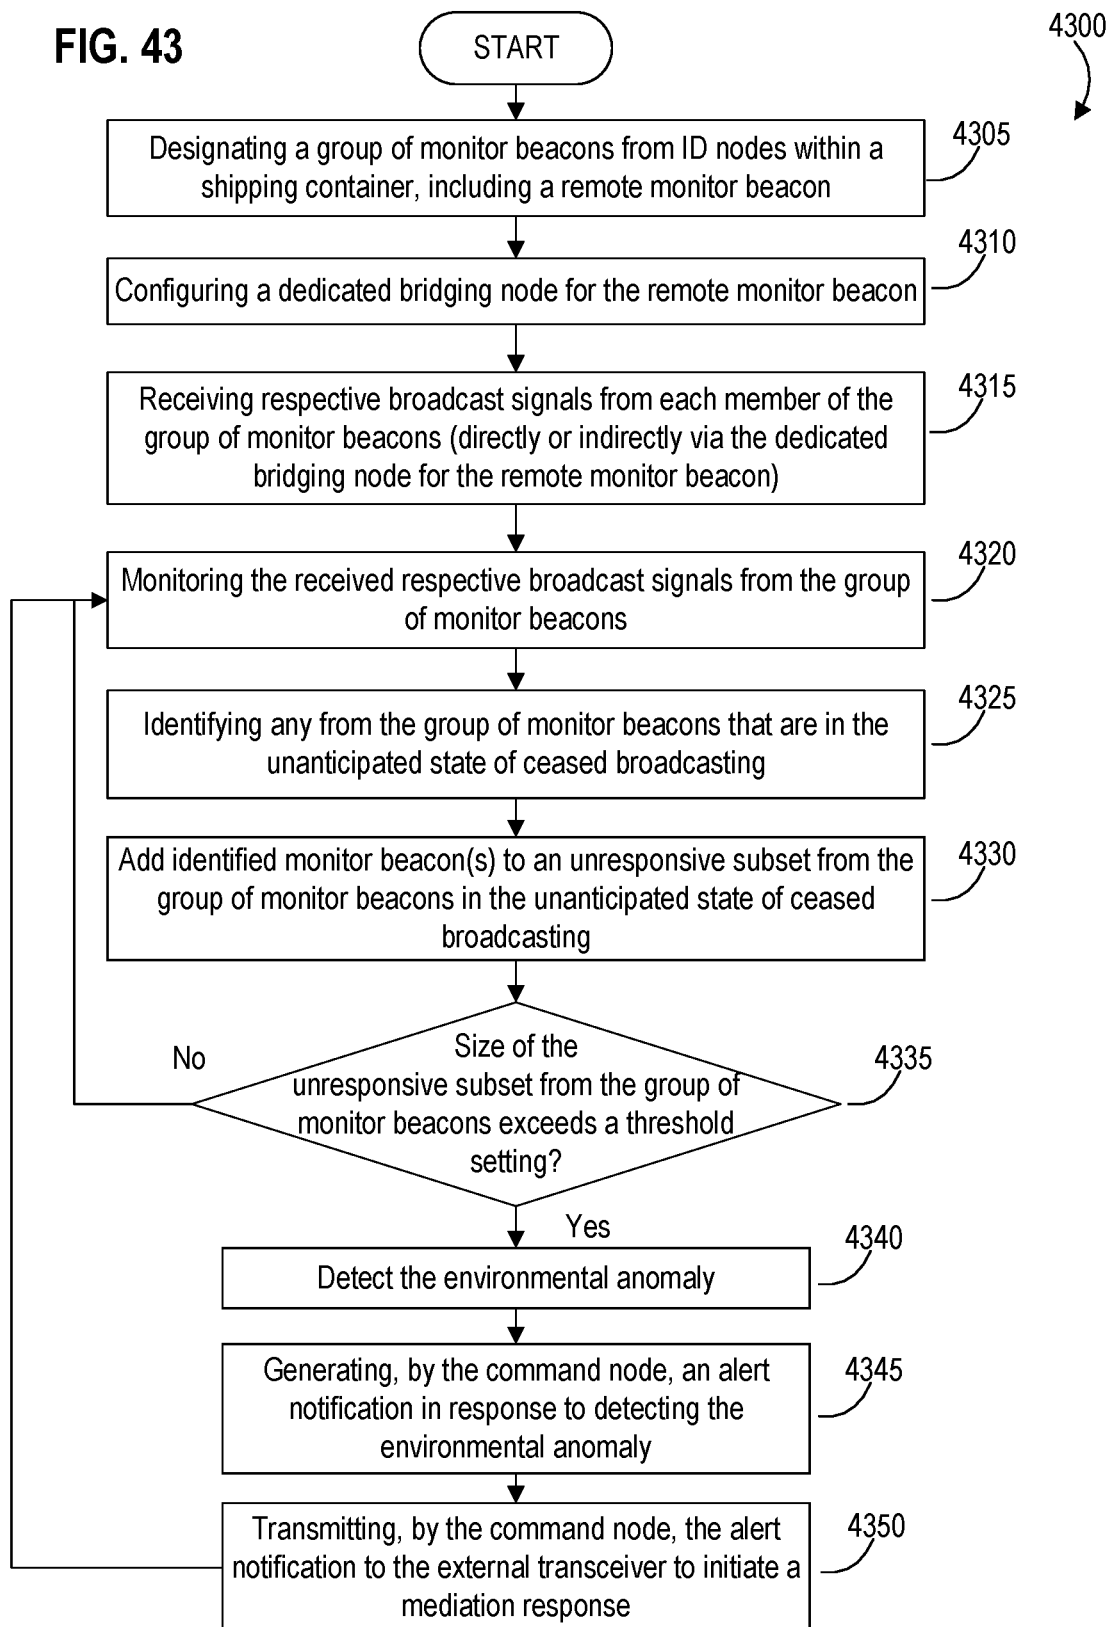 FIG. 43
START
4300
Designating a group of monitor beacons from ID nodes within a
shipping container, including a remote monitor beacon
4305
Configuring a dedicated bridging node for the remote monitor beacon
4310
Receiving respective broadcast signals from each member of the
group of monitor beacons (directly or indirectly via the dedicated
bridging node for the remote monitor beacon)
4315
Monitoring the received respective broadcast signals from the group
of monitor beacons
4320
Identifying any from the group of monitor beacons that are in the
unanticipated state of ceased broadcasting
4325
Add identified monitor beacon(s) to an unresponsive subset from the
group of monitor beacons in the unanticipated state of ceased
broadcasting
4330
No
Size of the
unresponsive subset from the group of
monitor beacons exceeds a threshold
setting?
4335
Yes
Detect the environmental anomaly
4340
Generating, by the command node, an alert
notification in response to detecting the
environmental anomaly
4345
Transmitting, by the command node, the alert
notification to the external transceiver to initiate a
mediation response
4350